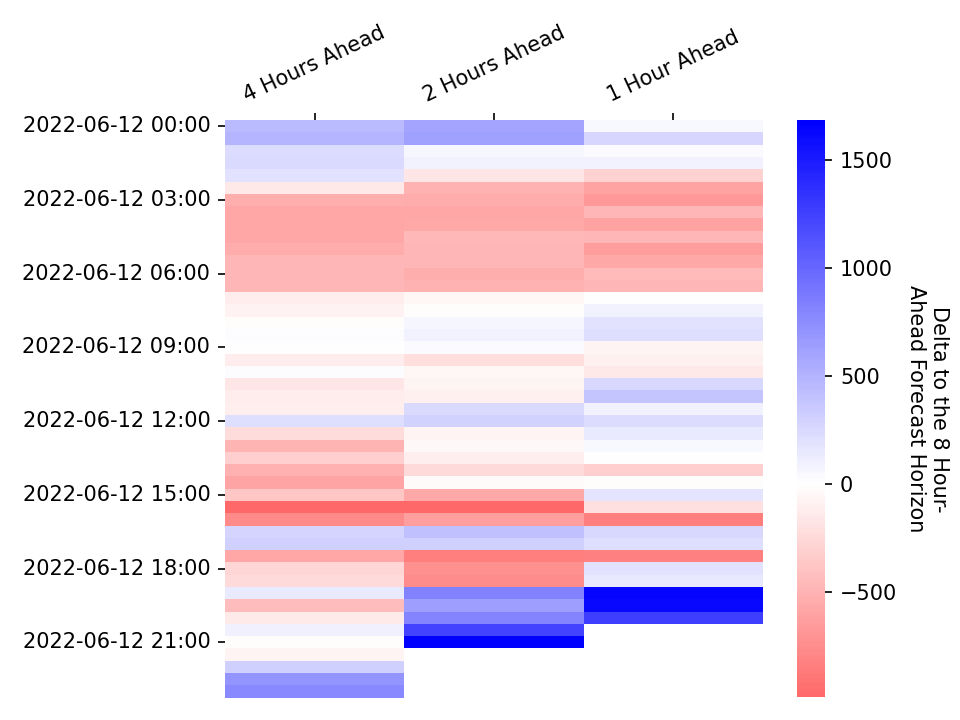 4 Hours Ahead
2 Hours Ahead
1 Hour Ahead
2022-06-12 00:00
2022-06-12 03:00
2022-06-12 06:00
2022-06-12 09:00
2022-06-12 12:00
2022-06-12 15:00
2022-06-12 18:00
2022-06-12 21:00
1500
1000
500
0
−500
Delta to the 8 Hour-
Ahead Forecast Horizon